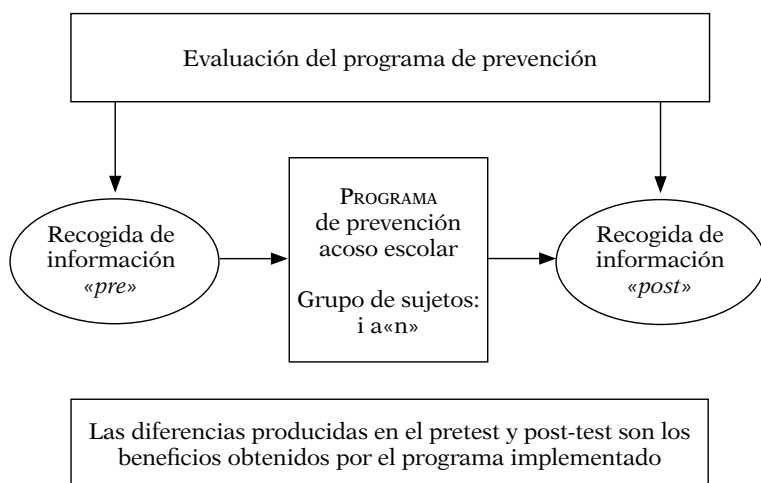 Evaluación del programa de prevención
Recogida de
información
«pre»
PROGRAMA
de prevención
acoso escolar
Grupo de sujetos:
i a«n»
Recogida de
información
«post»
Las diferencias producidas en el pretest y post-test son los
beneficios obtenidos por el programa implementado